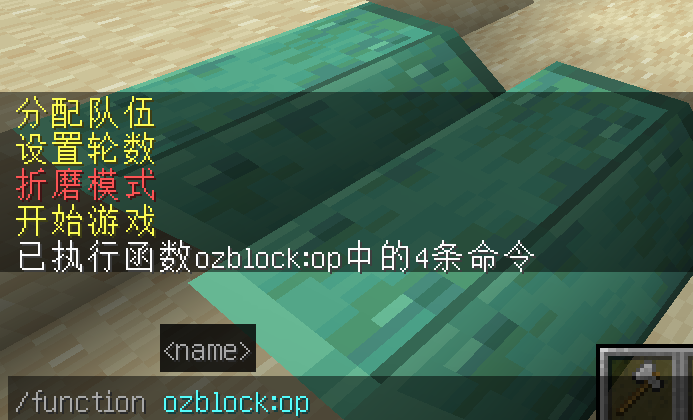 分配队伍
设置轮数
折磨模式
开始游戏
已执行函数ozblock:op中的4条命令
<name>
/function ozblock:op